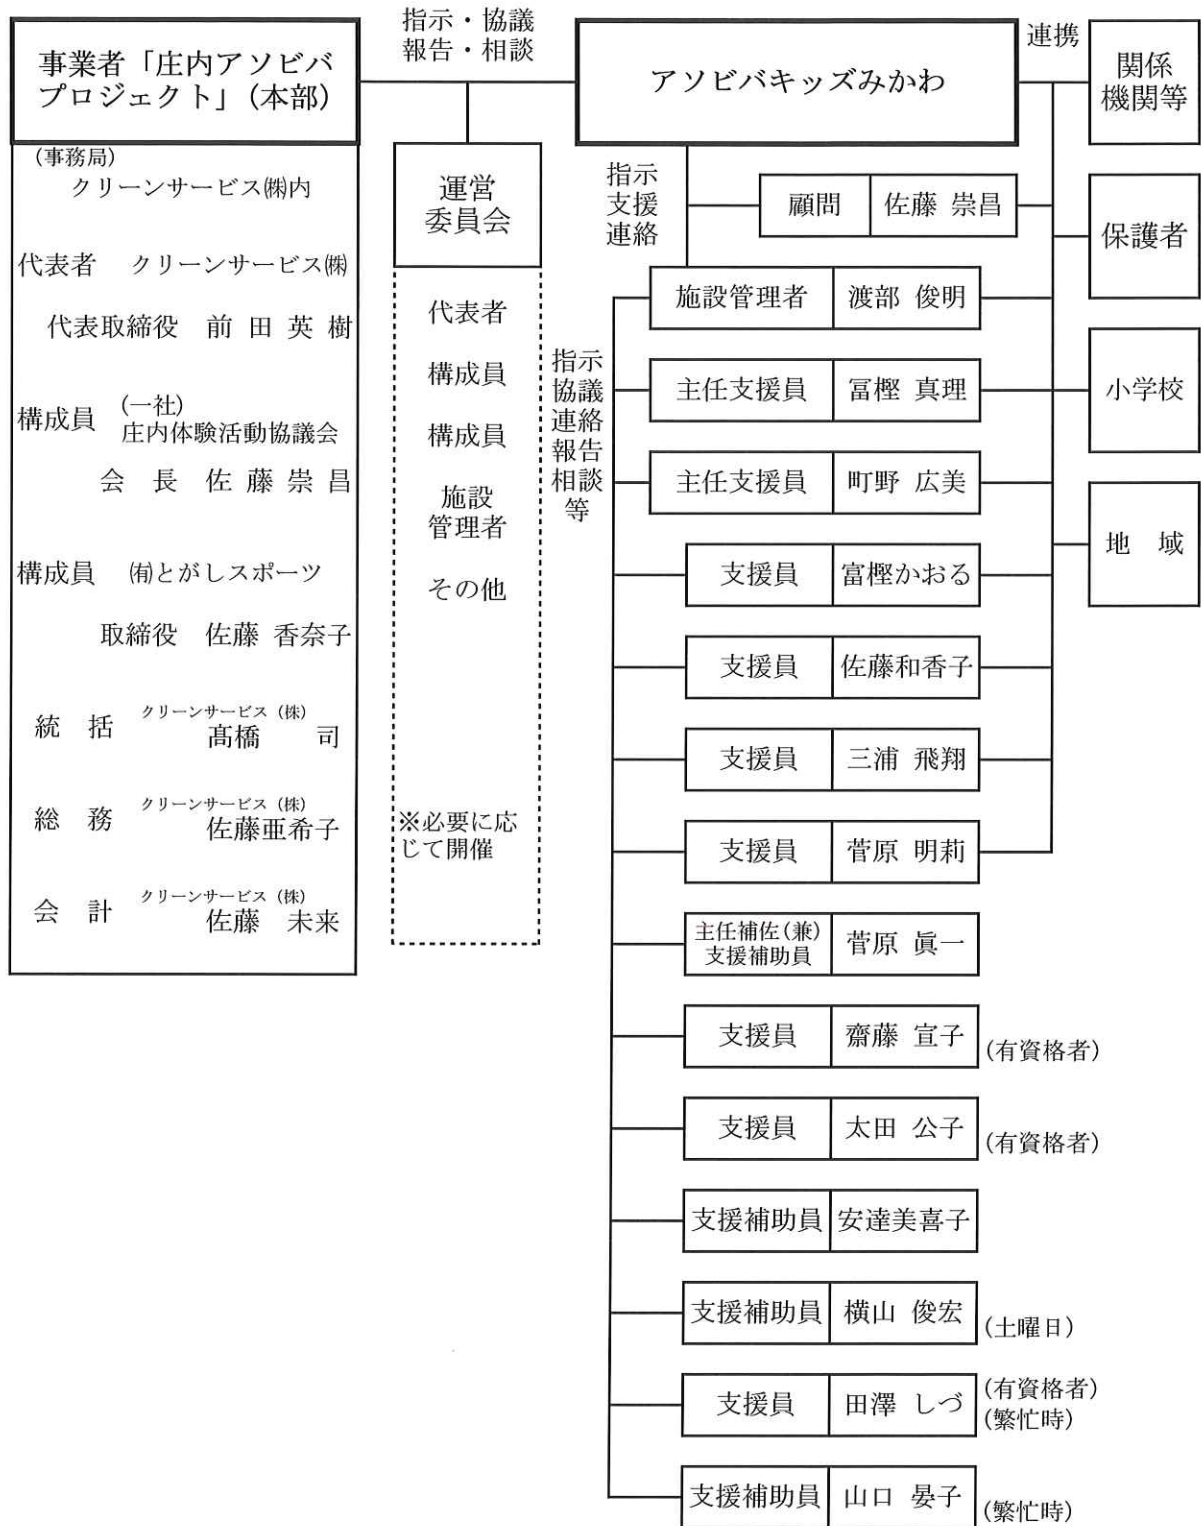 事業者「庄内アソビバ
プロジェクト」(本部)
(事務局)
クリーンサービス㈱内
代表者 クリーンサービス㈱
代表取締役 前田英樹
構成員 (一社)
庄内体験活動協議会
会長 佐藤崇昌
構成員 ㈲とがしスポーツ
取締役 佐藤 香奈子
統括 クリーンサービス(株)
髙橋 司
総務 クリーンサービス(株)
佐藤亜希子
会計 クリーンサービス(株)
佐藤 未来
指示・協議
報告・相談
運営
委員会
代表者
構成員
構成員
施設
管理者
その他
※必要に応
じて開催
アソビバキッズみかわ
指示
支援
連絡
顧問 佐藤 崇昌
指示
協議
連絡
報告
相談
等
施設管理者 渡部 俊明
主任支援員 冨樫 真理
主任支援員 町野 広美
支援員 富樫かおる
支援員 佐藤和香子
支援員 三浦 飛翔
支援員 菅原 明莉
主任補佐(兼)
支援補助員 菅原 眞一
支援員 齋藤 宣子 (有資格者)
支援員 太田 公子 (有資格者)
支援補助員 安達美喜子
支援補助員 横山 俊宏 (土曜日)
支援員 田澤 しづ (有資格者)
(繁忙時)
支援補助員 山口 晏子 (繁忙時)
連携
関係
機関等
保護者
小学校
地域